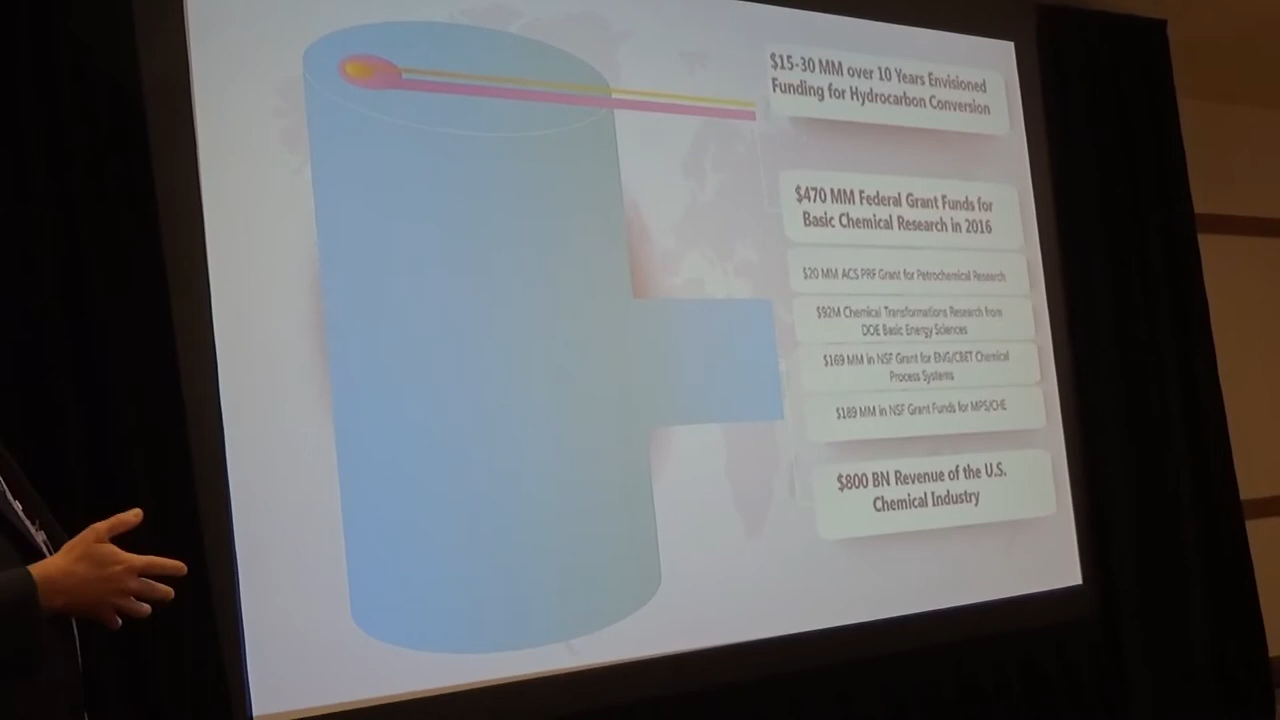 $15-30 MM over 10 Years Envisioned
Funding for Hydrocarbon Conversion
$470 MM Federal Grant Funds for
Basic Chemical Research in 2016
$20 MM ACS PRF Grant for Petrochemical Research
$92M Chemical Transformations Research from
DOE Basic Energy Sciences
$169 MM in NSF Grant for ENG/CBET Chemical
Process Systems
$189 MM in NSF Grant Funds for MPS/CHE
$800 BN Revenue of the U.S.
Chemical Industry